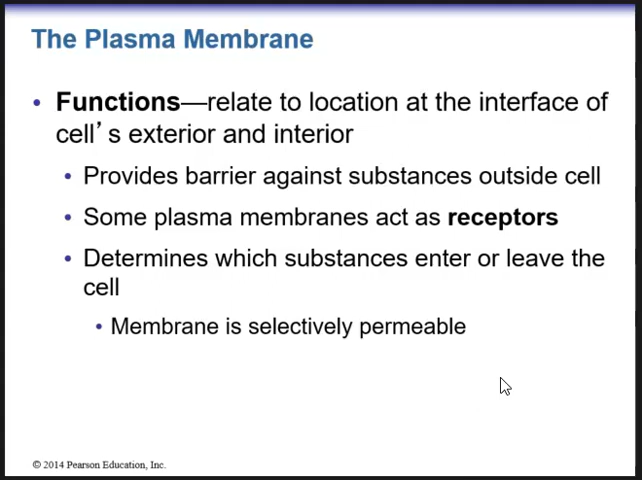 The Plasma Membrane
• Functions—relate to location at the interface of
cell's exterior and interior
• Provides barrier against substances outside cell
• Some plasma membranes act as receptors
• Determines which substances enter or leave the
cell
• Membrane is selectively permeable
© 2014 Pearson Education, Inc.